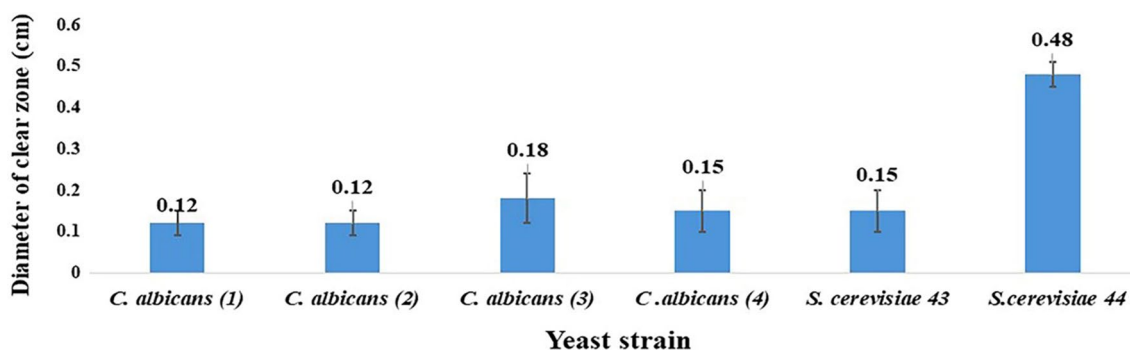 Diameter of clear zone (cm)
0.6
0.5
0.4
0.3
0.2
0.1
0
0.12
0.12
0.18
0.15
0.15
0.48
C. albicans (1)
C. albicans (2)
C. albicans (3)
C .albicans (4)
S. cerevisiae 43
S.cerevisiae 44
Yeast strain